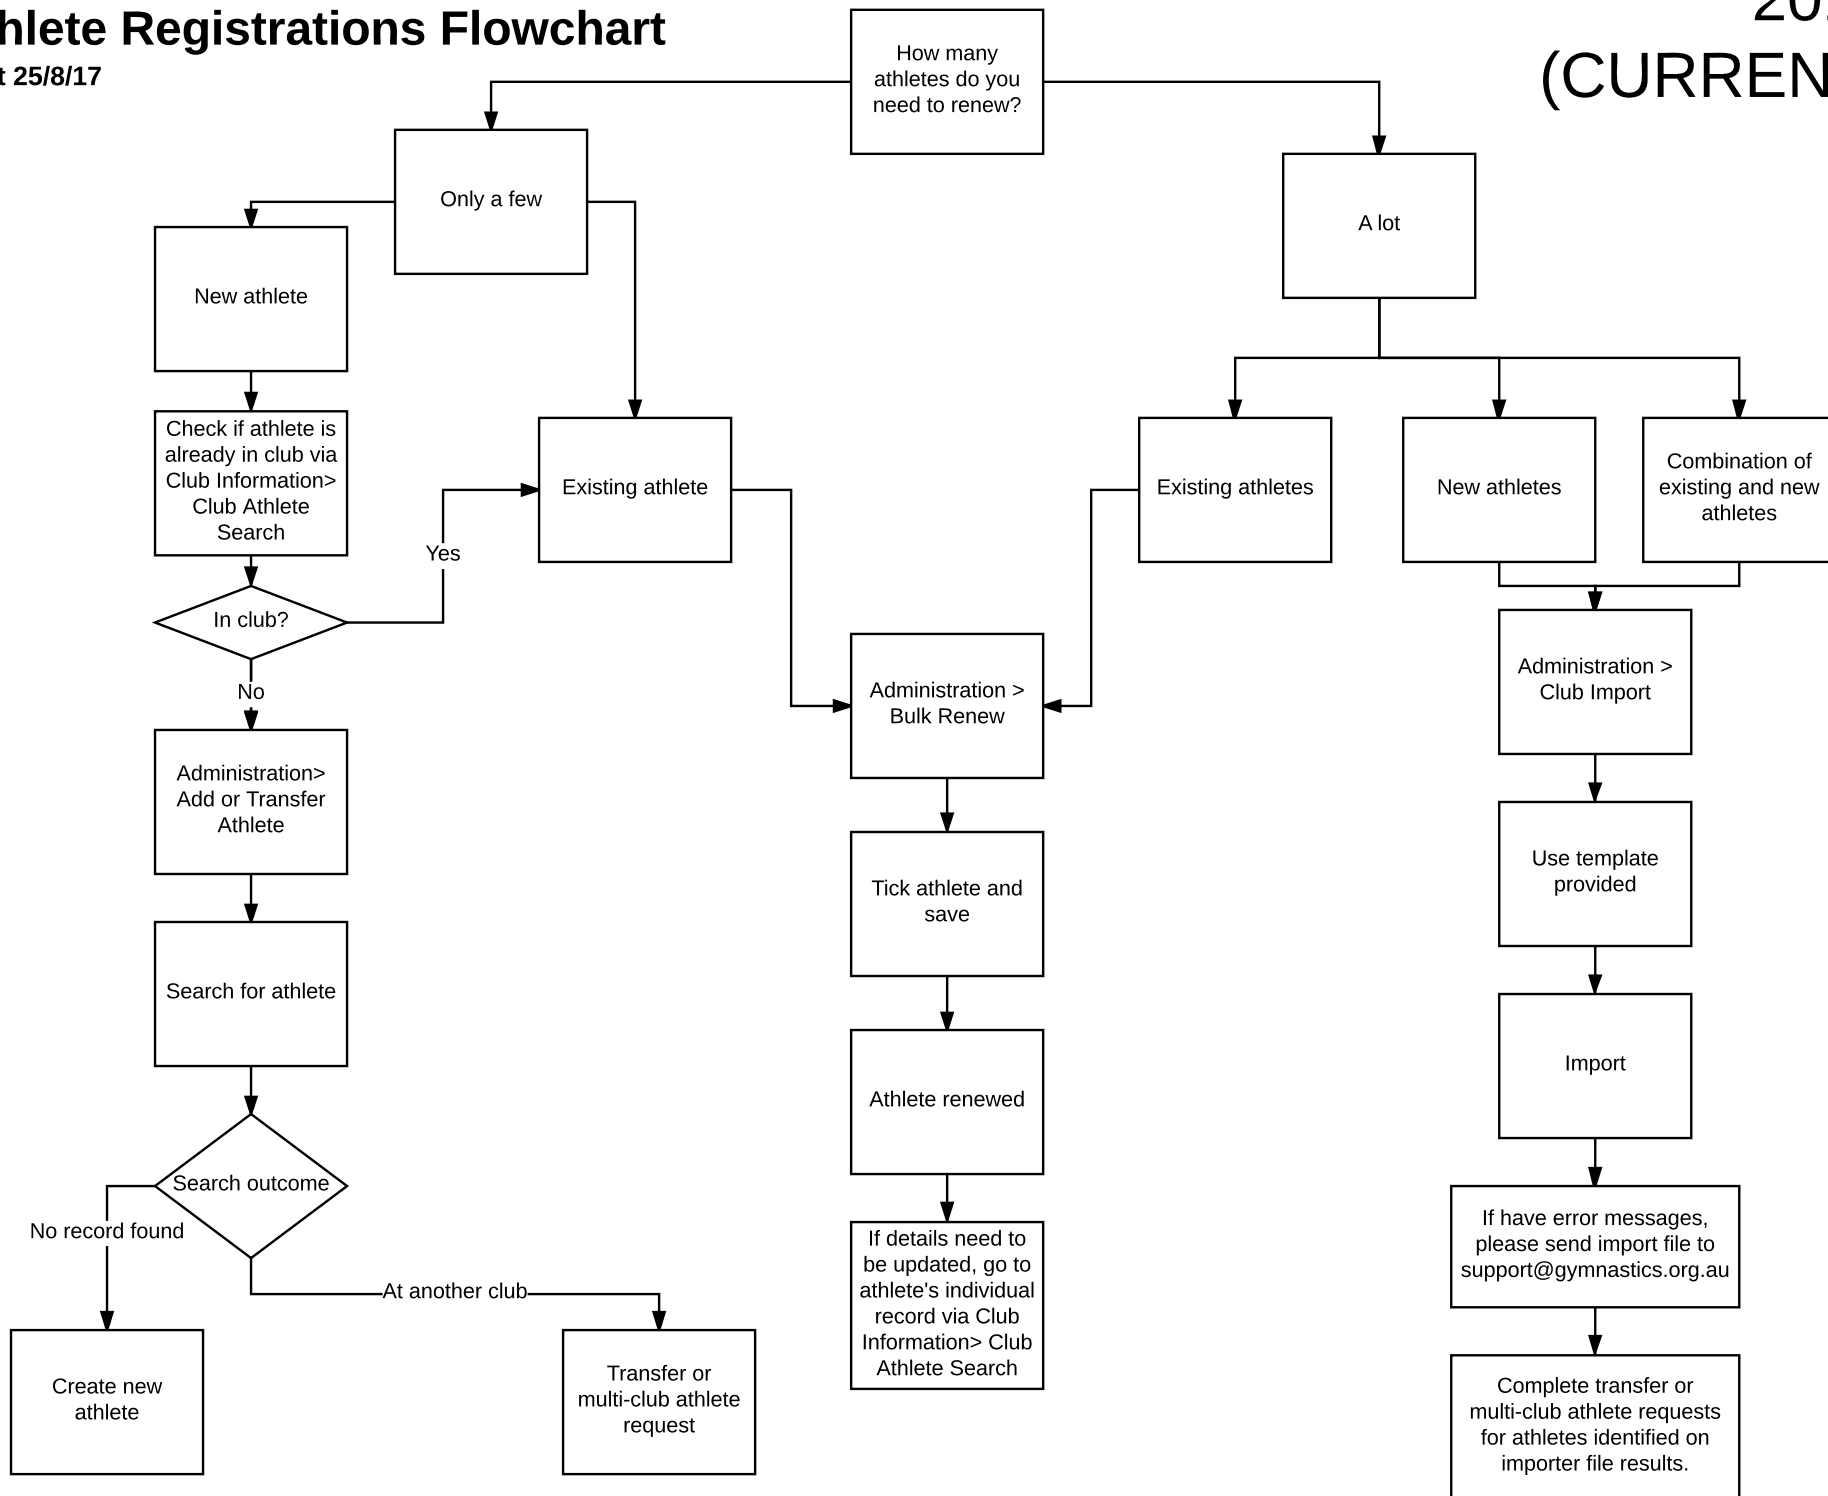 hlete Registrations Flowchart
t 25/8/17
(CURREN
How many
athletes do you
need to renew?
Only a few
A lot
New athlete
Check if athlete is
already in club via
Club Information>
Club Athlete
Search
Existing athlete
Existing athletes
New athletes
Combination of
existing and new
athletes
Yes
In club?
No
Administration >
Bulk Renew
Administration >
Club Import
Administration>
Add or Transfer
Athlete
Tick athlete and
save
Use template
provided
Search for athlete
Athlete renewed
Import
Search outcome
No record found
At another club
If details need to
be updated, go to
athlete's individual
record via Club
Information> Club
Athlete Search
If have error messages,
please send import file to
support@gymnastics.org.au
Create new
athlete
Transfer or
multi-club athlete
request
Complete transfer or
multi-club athlete requests
for athletes identified on
importer file results.